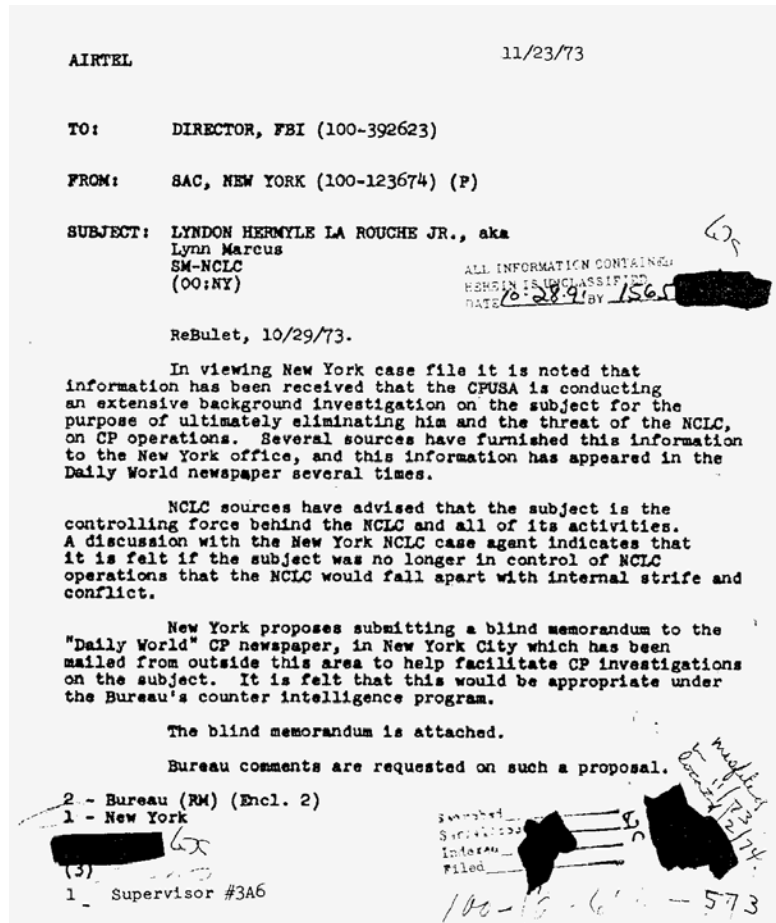 AIRTEL
11/23/73
TO: DIRECTOR, FBI (100-392623)
FROM: SAC, NEW YORK (100-123674) (P)
SUBJECT: LYNDON HERMYLE LA ROUCHE JR., aka
Lynn Marcus
SM-NCLC
(OO:NY)
ALL INFORMATION CONTAINED
HEREIN IS UNCLASSIFIED
DATE 10-28-91 BY 1565
ReBulet, 10/29/73.
In viewing New York case file it is noted that
information has been received that the CPUSA is conducting
an extensive background investigation on the subject for the
purpose of ultimately eliminating him and the threat of the NCLC,
on CP operations. Several sources have furnished this information
to the New York office, and this information has appeared in the
Daily World newspaper several times.
NCLC sources have advised that the subject is the
controlling force behind the NCLC and all of its activities.
A discussion with the New York NCLC case agent indicates that
it is felt if the subject was no longer in control of NCLC
operations that the NCLC would fall apart with internal strife and
conflict.
New York proposes submitting a blind memorandum to the
"Daily World" CP newspaper, in New York City which has been
mailed from outside this area to help facilitate CP investigations
on the subject. It is felt that this would be appropriate under
the Bureau's counter intelligence program.
The blind memorandum is attached.
Bureau comments are requested on such a proposal.
2 - Bureau (RM) (Encl. 2)
1 - New York
(3)
1 - Supervisor #3A6
Searched
Serialized
Indexed
Filed
misfiled
11/73
located
2/74
573